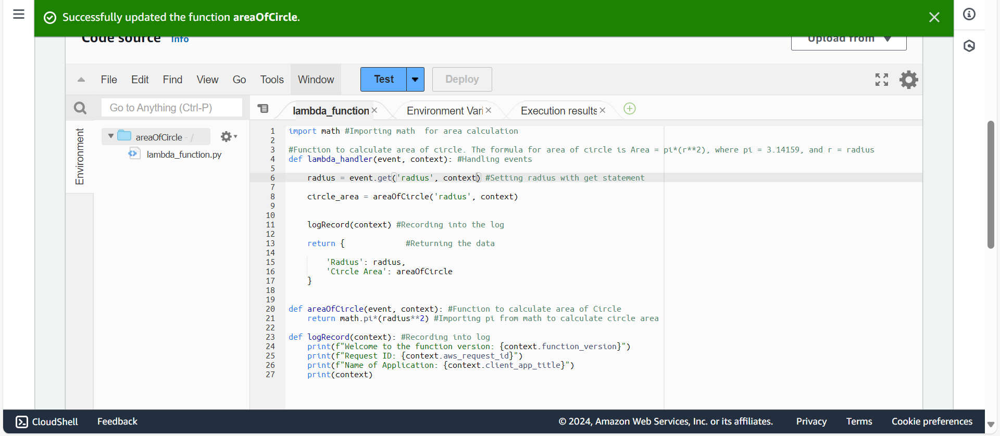 Successfully updated the function areaOfCircle.
Code source Info
Upload from
File Edit Find View Go Tools Window Test Deploy
Go to Anything (Ctrl-P)
lambda_function Environment Vari Execution results
Environment
areaOfCircle - /
lambda_function.py
1 import math #Importing math  for area calculation
2
3 #Function to calculate area of circle. The formula for area of circle is Area = pi*(r**2), where pi = 3.14159, and r = radius
4 def lambda_handler(event, context): #Handling events
5
6     radius = event.get('radius', context) #Setting radius with get statement
7
8     circle_area = areaOfCircle('radius', context)
9
10
11     logRecord(context) #Recording into the log
12
13     return {             #Returning the data
14
15         'Radius': radius,
16         'Circle Area': areaOfCircle
17     }
18
19
20 def areaOfCircle(event, context): #Function to calculate area of Circle
21     return math.pi*(radius**2) #Importing pi from math to calculate circle area
22
23 def logRecord(context): #Recording into log
24     print(f"Welcome to the function version: {context.function_version}")
25     print(f"Request ID: {context.aws_request_id}")
26     print(f"Name of Application: {context.client_app_title}")
27     print(context)
CloudShell Feedback © 2024, Amazon Web Services, Inc. or its affiliates. Privacy Terms Cookie preferences